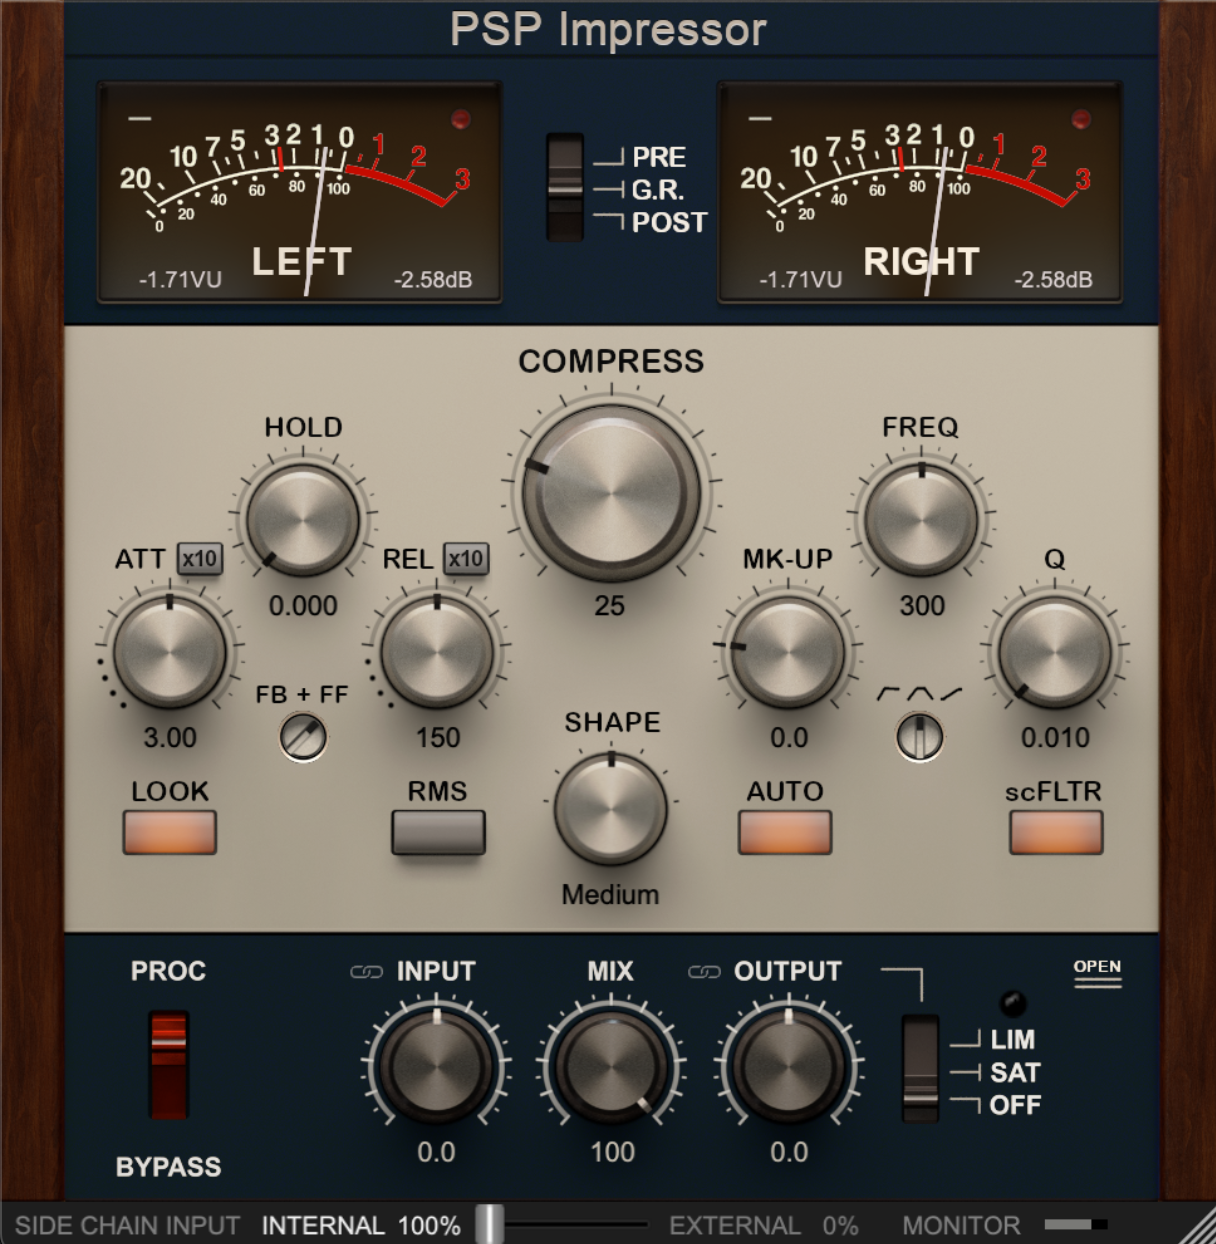 PSP Impressor
20 10 7 5 3 2 1 0 1 2 3
0 20 40 60 80 100
LEFT
-1.71VU -2.58dB
PRE
G.R.
POST
20 10 7 5 3 2 1 0 1 2 3
0 20 40 60 80 100
RIGHT
-1.71VU -2.58dB
COMPRESS
25
HOLD
0.000
FREQ
300
ATT x10
3.00
REL x10
150
MK-UP
0.0
Q
0.010
FB + FF
SHAPE
Medium
LOOK
RMS
AUTO
scFLTR
PROC
BYPASS
INPUT
0.0
MIX
100
OUTPUT
0.0
OPEN
LIM
SAT
OFF
SIDE CHAIN INPUT INTERNAL 100% EXTERNAL 0% MONITOR